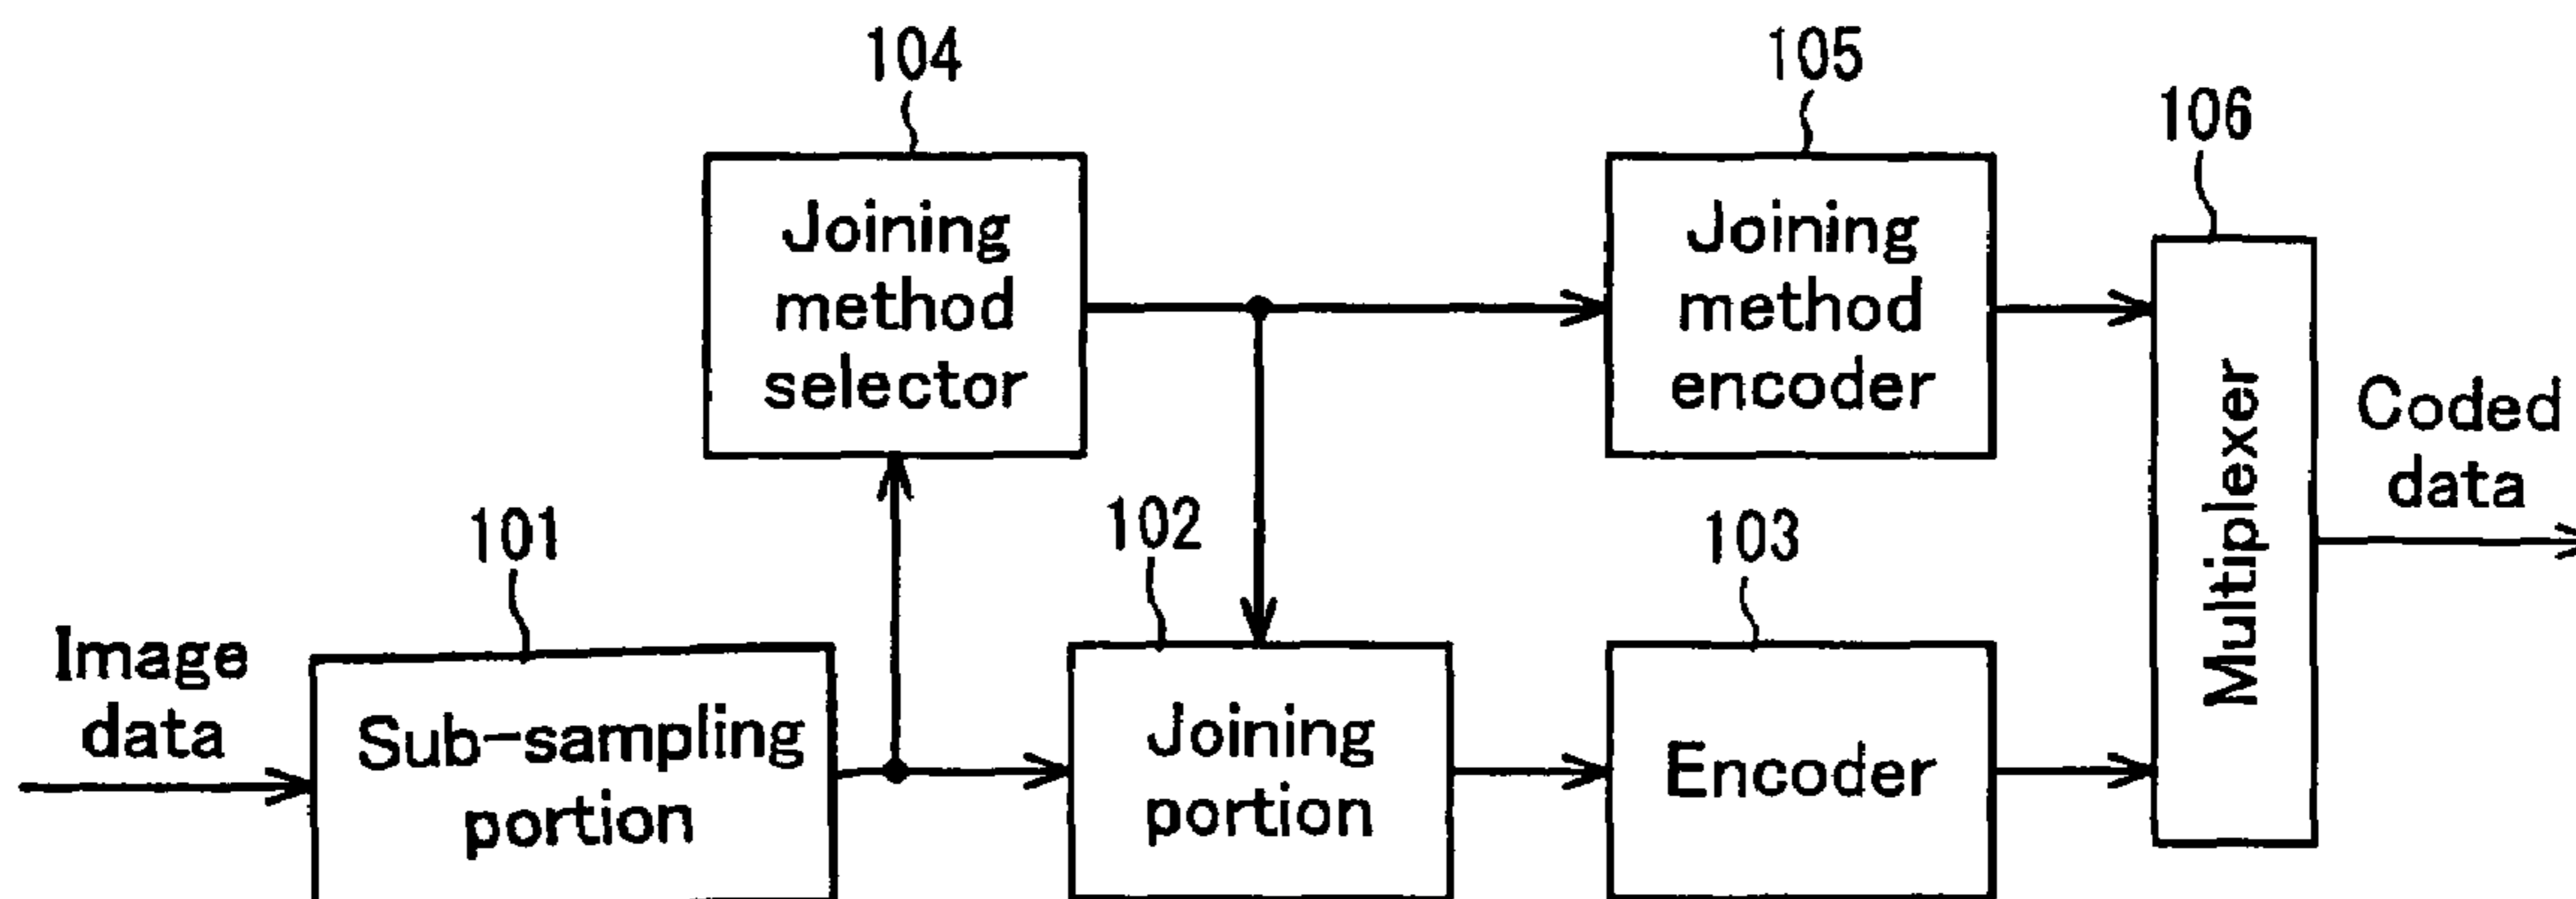 104
105
106
Joining
method
selector
Joining
method
encoder
Multiplexer
Coded
data
101
102
103
Image
data
Sub-sampling
portion
Joining
portion
Encoder